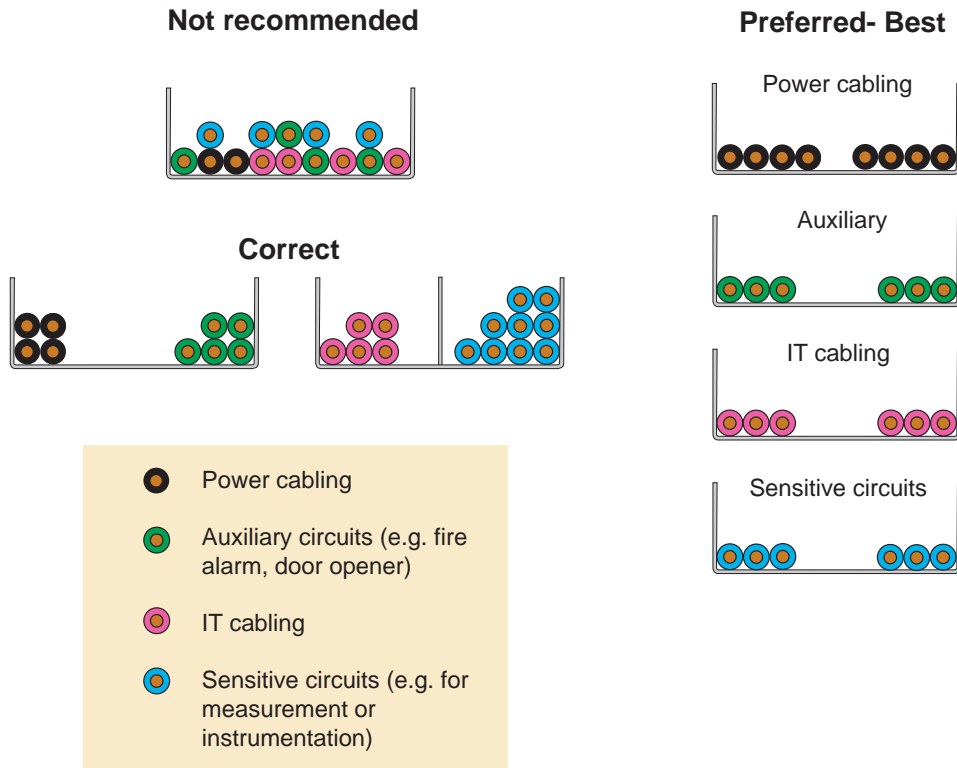 Not recommended
Correct
Power cabling
Auxiliary circuits (e.g. fire
alarm, door opener)
IT cabling
Sensitive circuits (e.g. for
measurement or
instrumentation)
Preferred- Best
Power cabling
Auxiliary
IT cabling
Sensitive circuits